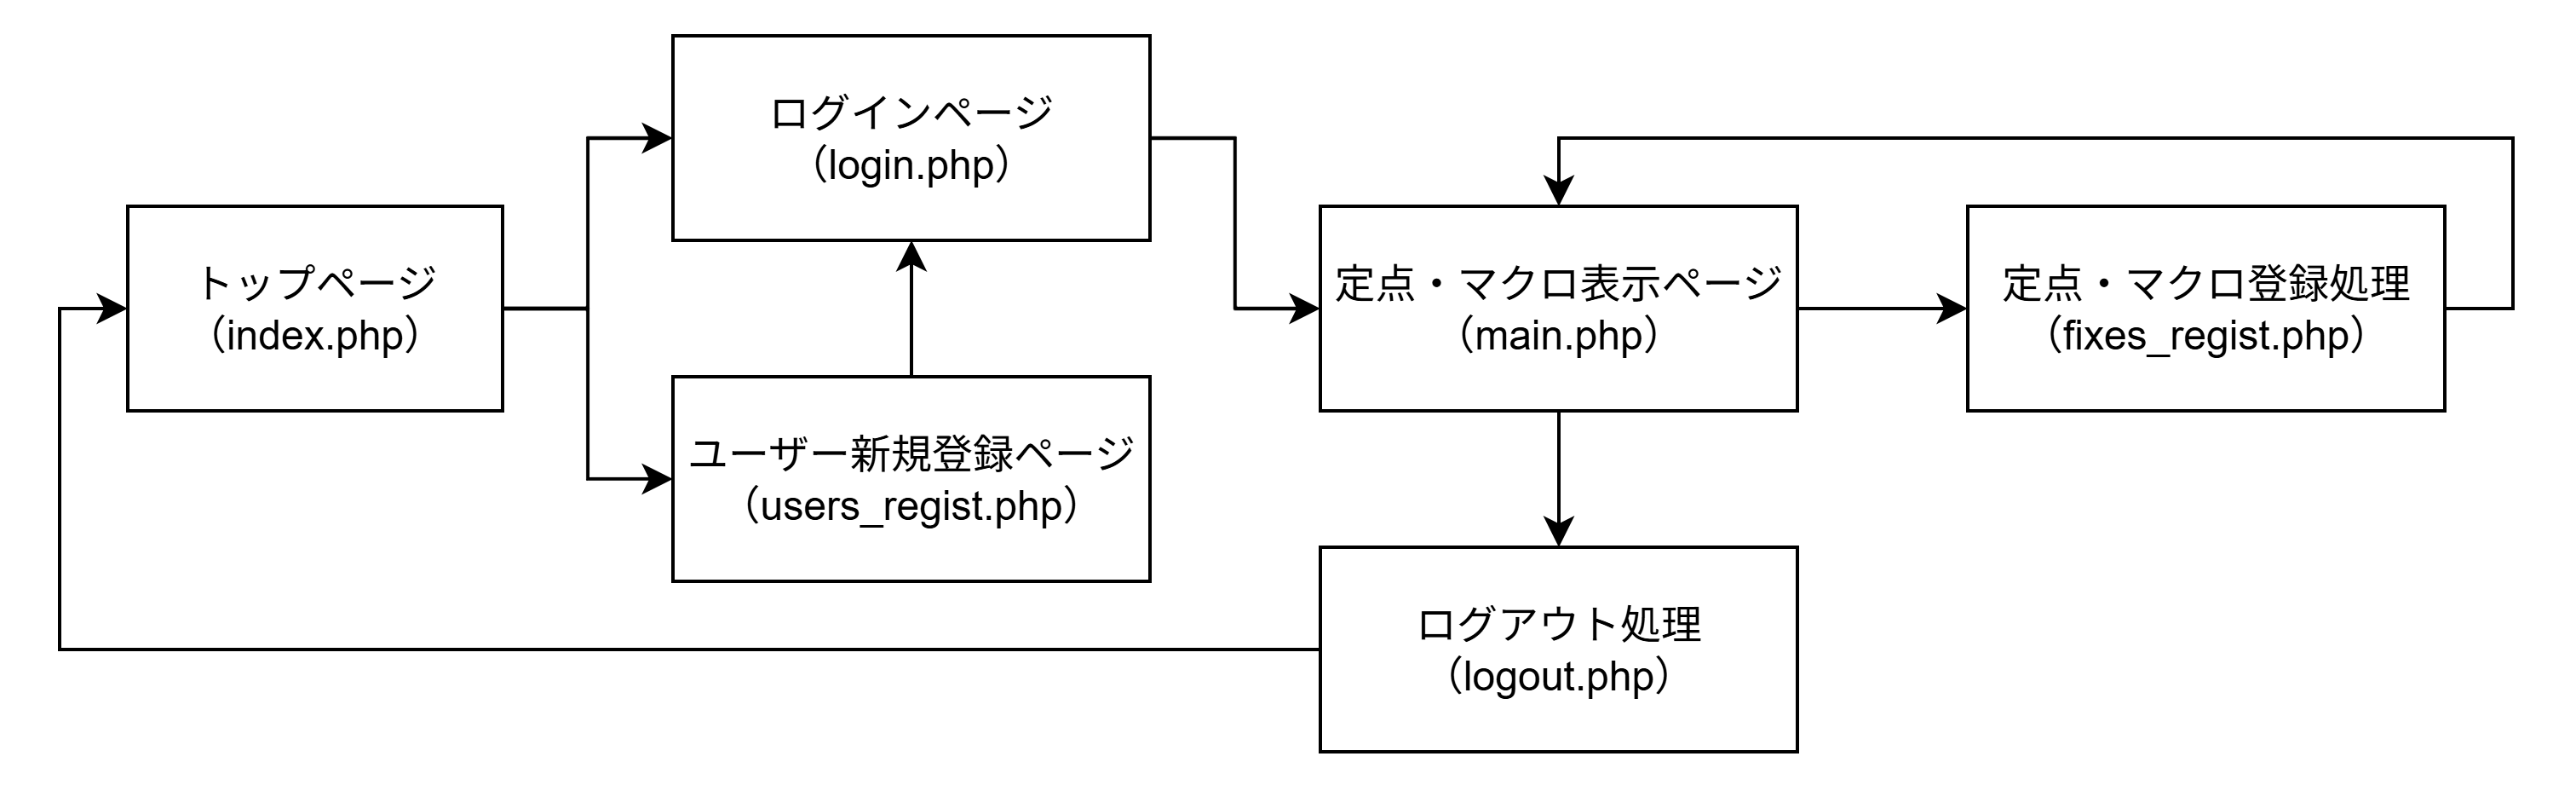 ログインページ
（login.php）
トップページ
（index.php）
定点・マクロ表示ページ
（main.php）
定点・マクロ登録処理
（fixes_regist.php）
ユーザー新規登録ページ
（users_regist.php）
ログアウト処理
（logout.php）